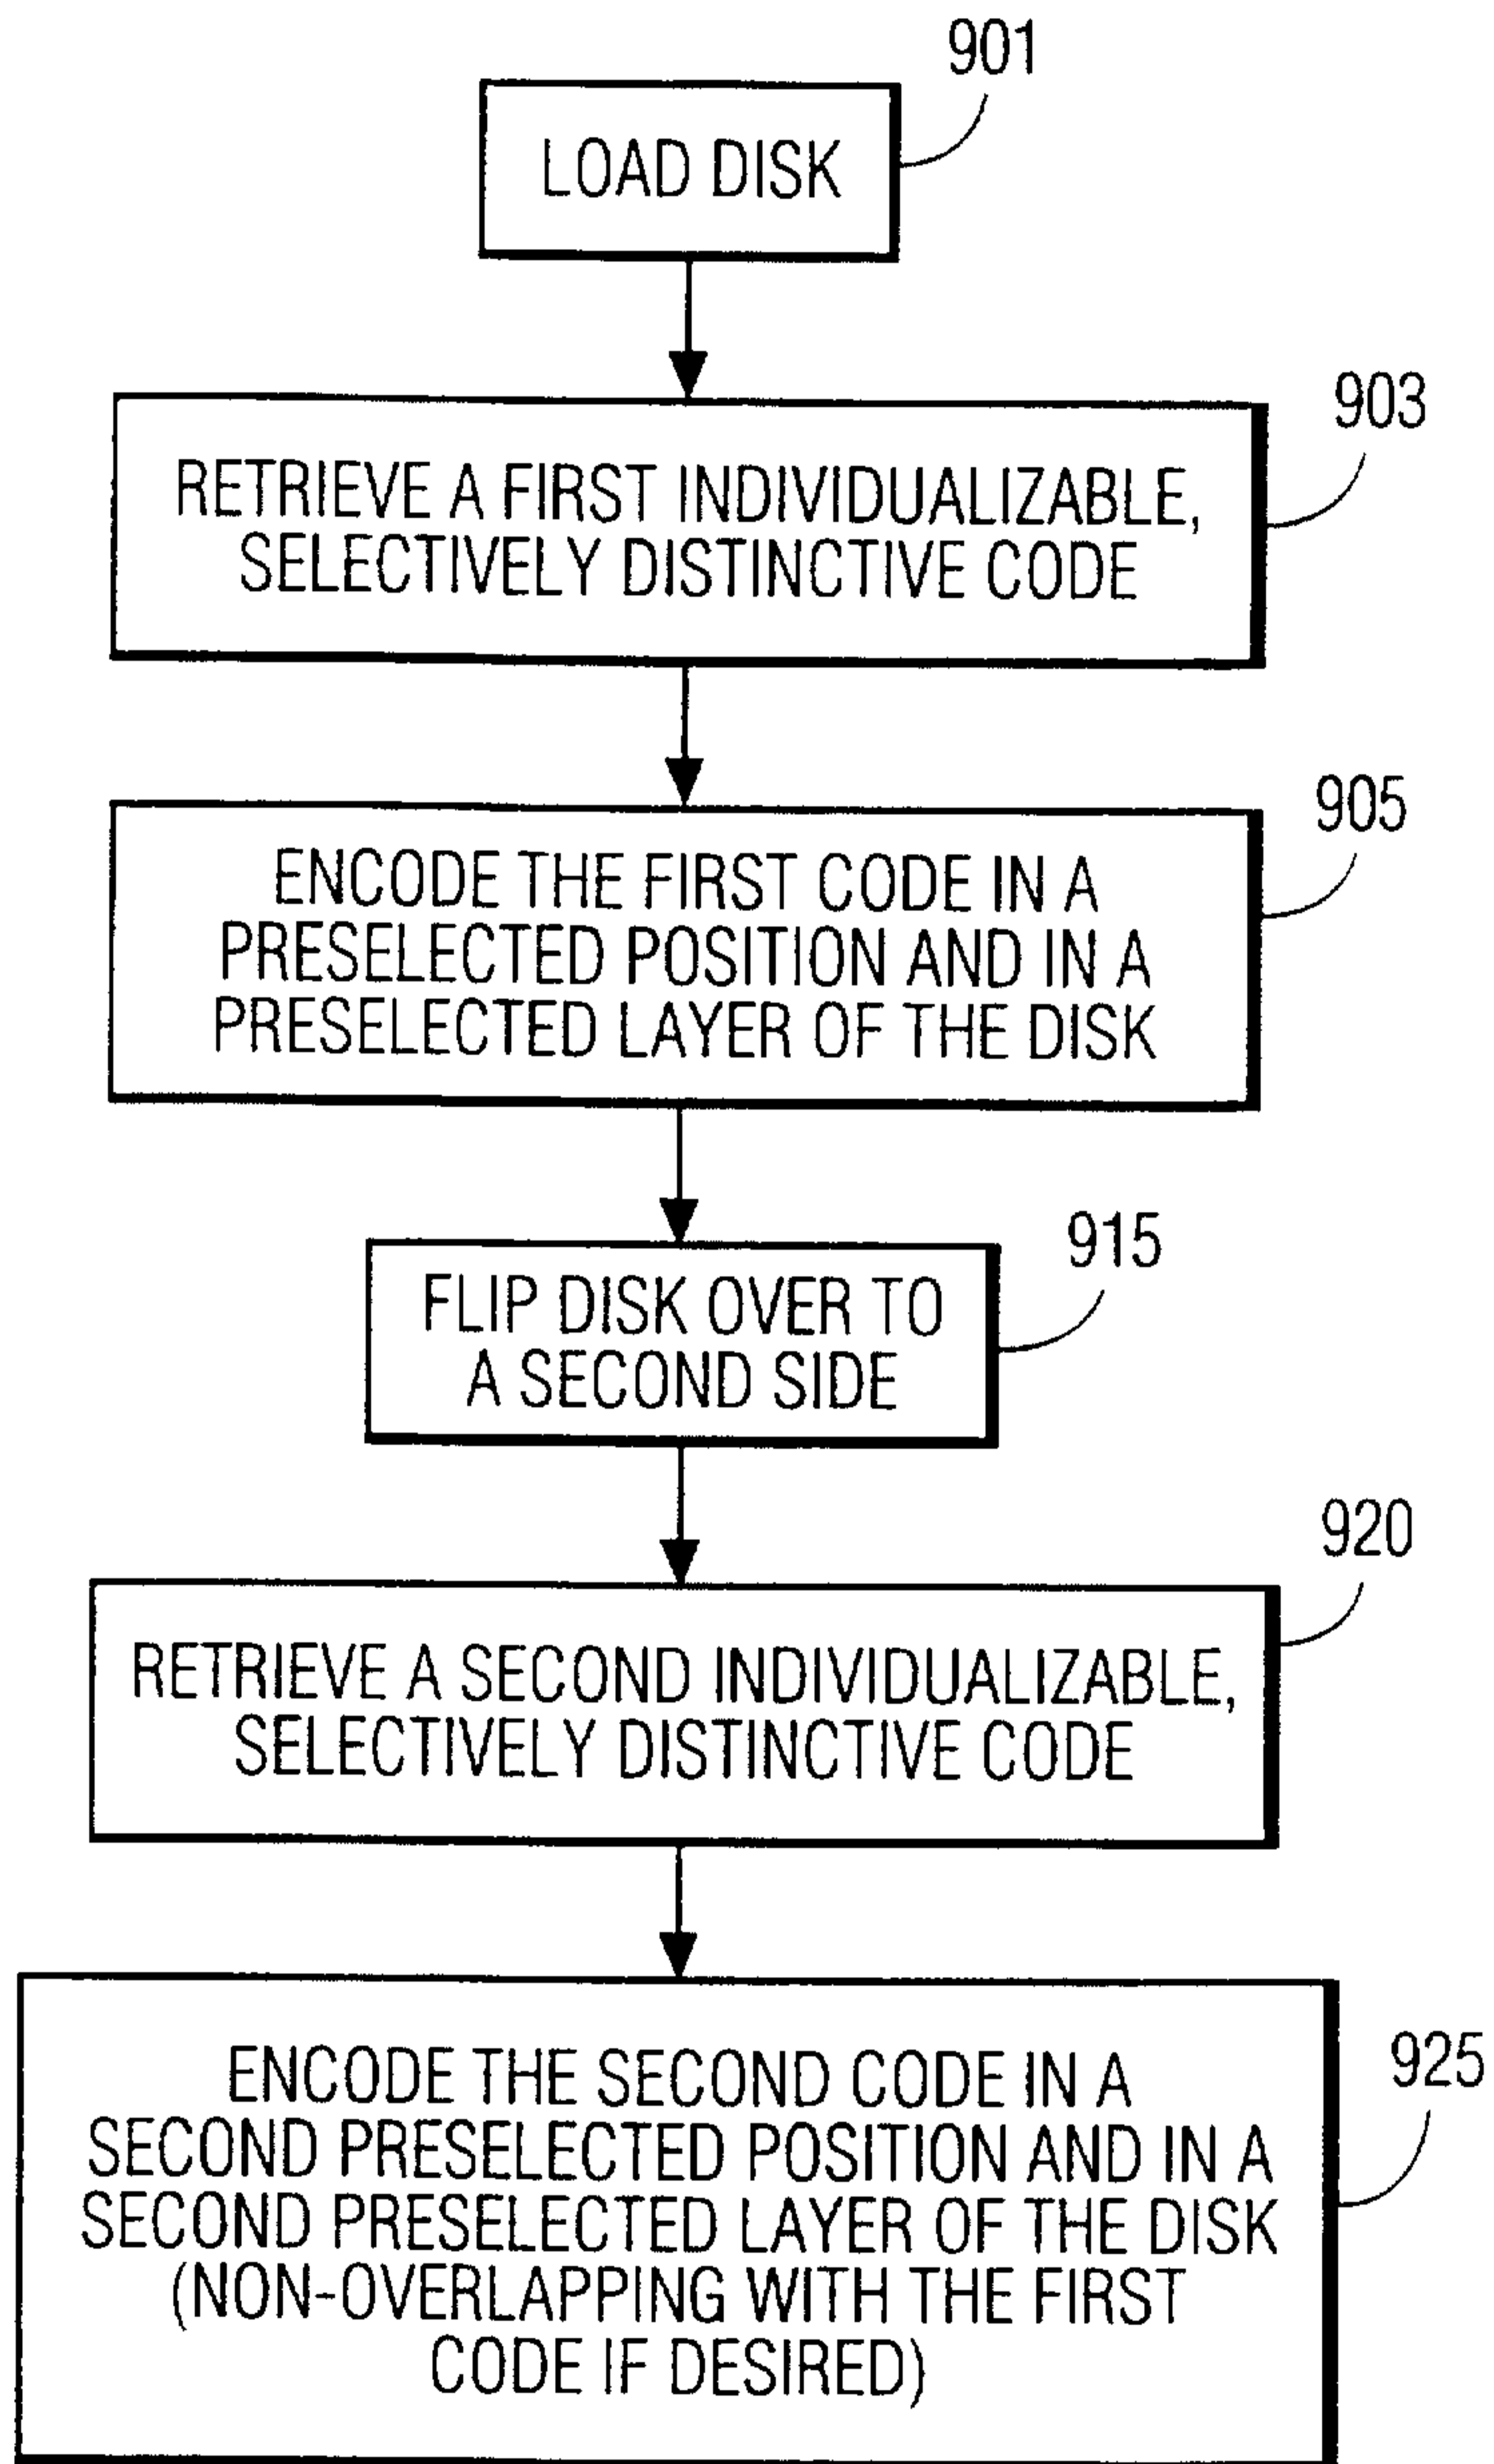 901
LOAD DISK
903
RETRIEVE A FIRST INDIVIDUALIZABLE,
SELECTIVELY DISTINCTIVE CODE
905
ENCODE THE FIRST CODE IN A
PRESELECTED POSITION AND IN A
PRESELECTED LAYER OF THE DISK
915
FLIP DISK OVER TO
A SECOND SIDE
920
RETRIEVE A SECOND INDIVIDUALIZABLE,
SELECTIVELY DISTINCTIVE CODE
925
ENCODE THE SECOND CODE IN A
SECOND PRESELECTED POSITION AND IN A
SECOND PRESELECTED LAYER OF THE DISK
(NON-OVERLAPPING WITH THE FIRST
CODE IF DESIRED)